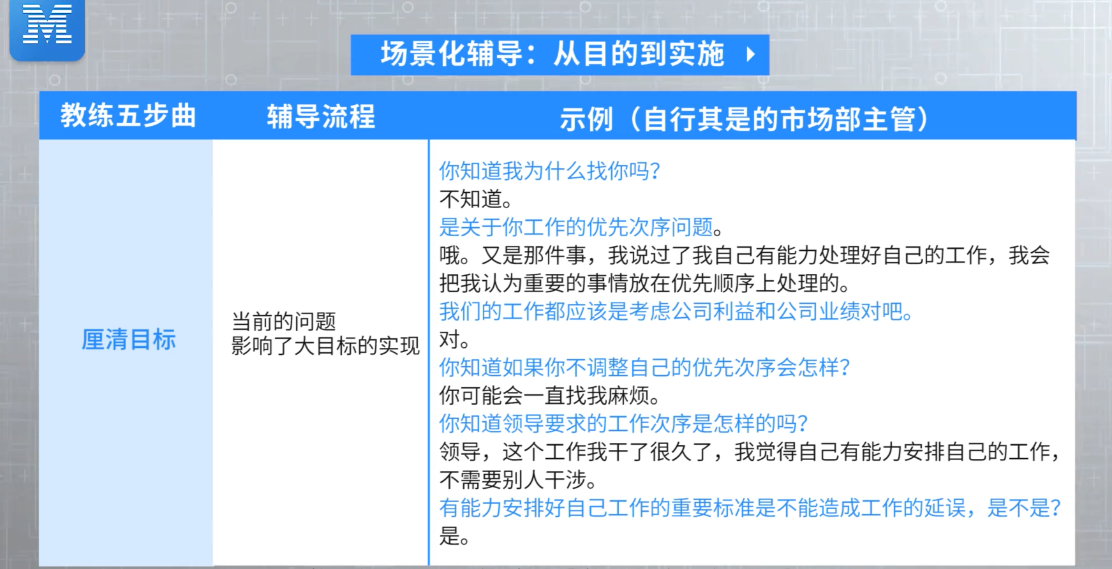 M
场景化辅导：从目的到实施
教练五步曲
辅导流程
示例（自行其是的市场部主管）
厘清目标
当前的问题
影响了大目标的实现
你知道我为什么找你吗？
不知道。
是关于你工作的优先次序问题。
哦。又是那件事，我说过了我自己有能力处理好自己的工作，我会
把我认为重要的事情放在优先顺序上处理的。
我们的工作都应该是考虑公司利益和公司业绩对吧。
对。
你知道如果你不调整自己的优先次序会怎样？
你可能会一直找我麻烦。
你知道领导要求的工作次序是怎样的吗？
领导，这个工作我干了很久了，我觉得自己有能力安排自己的工作，
不需要别人干涉。
有能力安排好自己工作的重要标准是不能造成工作的延误，是不是？
是。